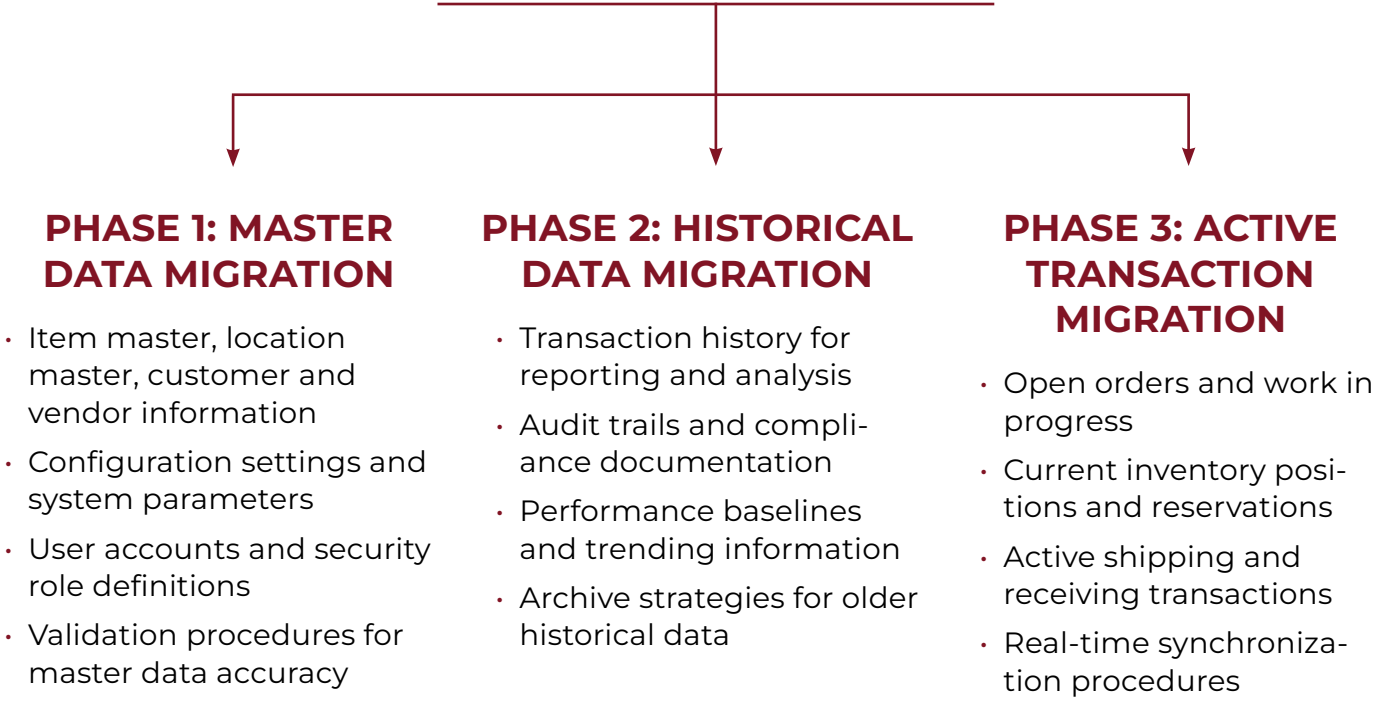 PHASE 1: MASTER
DATA MIGRATION
· Item master, location
master, customer and
vendor information
· Configuration settings and
system parameters
· User accounts and security
role definitions
· Validation procedures for
master data accuracy
PHASE 2: HISTORICAL
DATA MIGRATION
· Transaction history for
reporting and analysis
· Audit trails and compli-
ance documentation
· Performance baselines
and trending information
· Archive strategies for older
historical data
PHASE 3: ACTIVE
TRANSACTION
MIGRATION
· Open orders and work in
progress
· Current inventory posi-
tions and reservations
· Active shipping and
receiving transactions
· Real-time synchroniza-
tion procedures